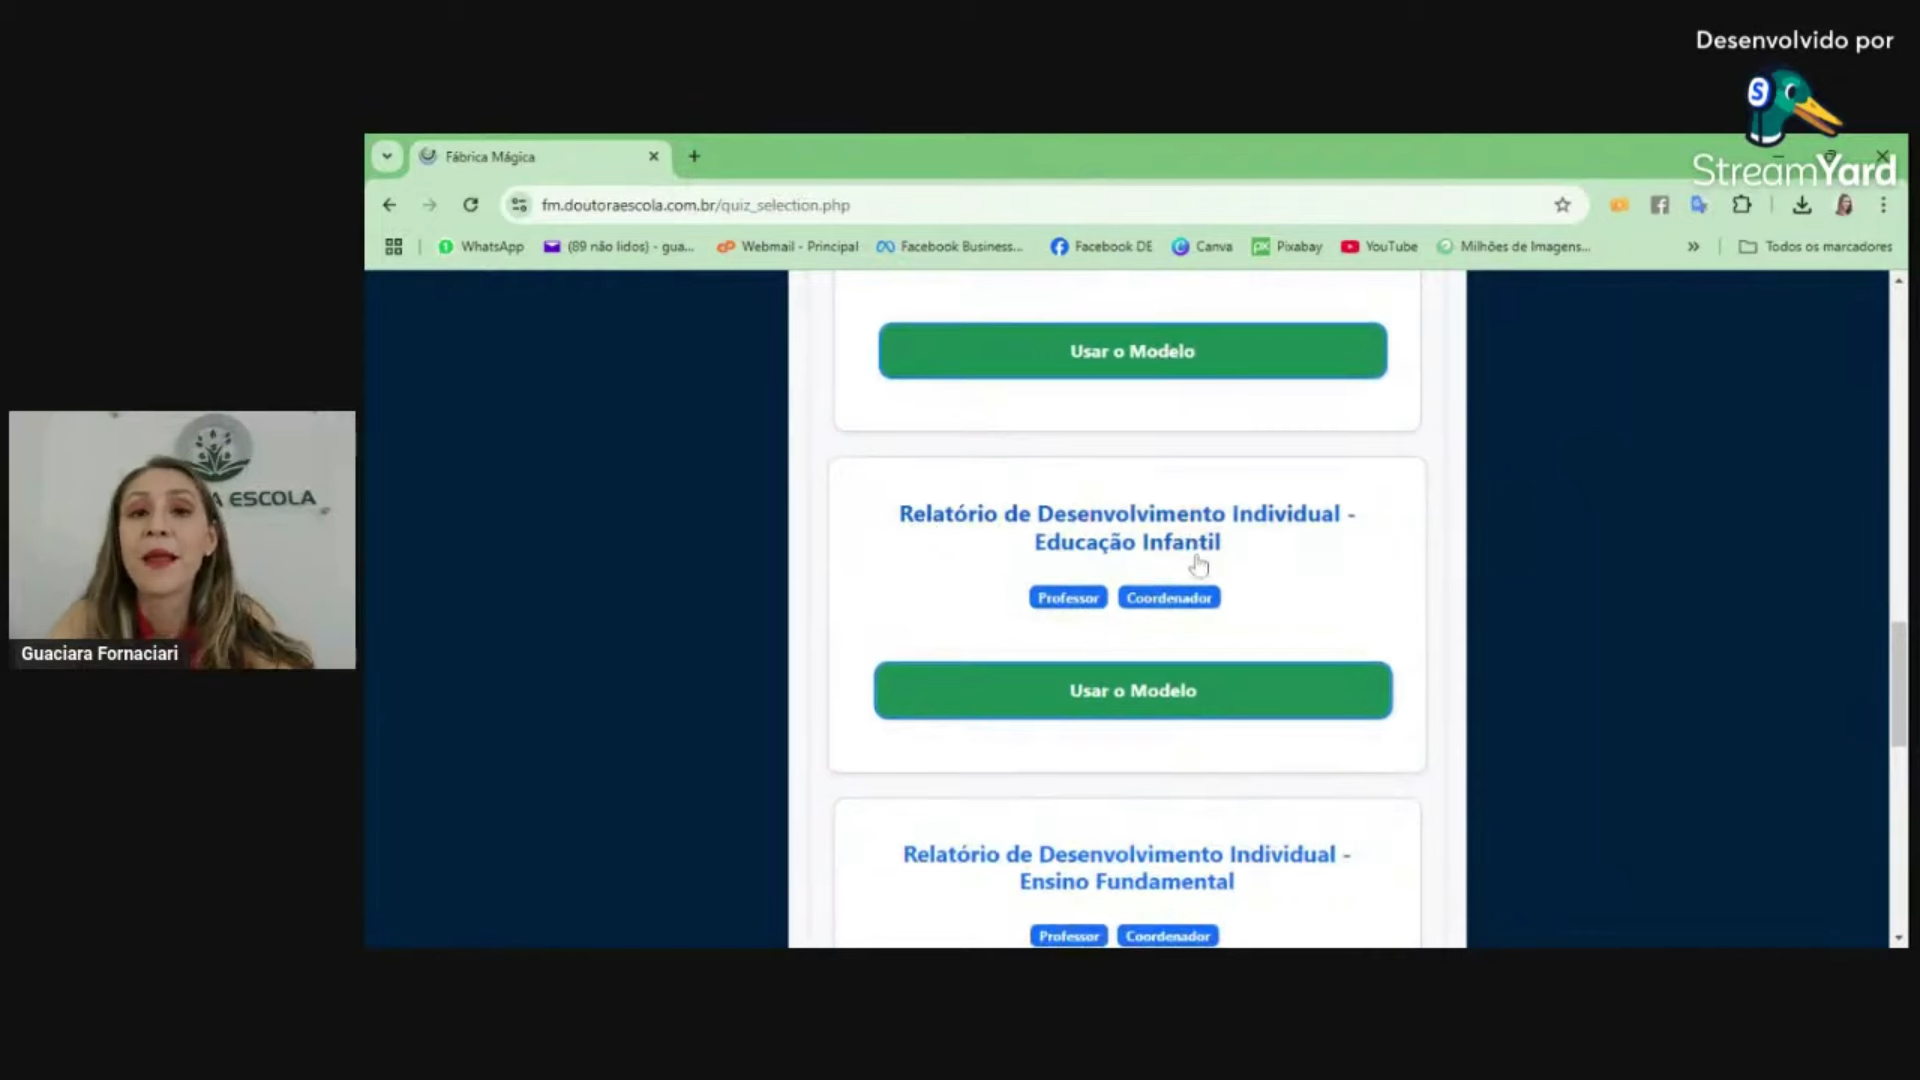 Desenvolvido por
StreamYard
Fábrica Mágica
fm.doutoraescola.com.br/quiz_selection.php
WhatsApp
(89 não lidos) - gua...
Webmail - Principal
Facebook Business...
Facebook DE
Canva
Pixabay
YouTube
Milhões de Imagens...
Todos os marcadores
Usar o Modelo
Relatório de Desenvolvimento Individual -
Educação Infantil
Professor
Coordenador
Usar o Modelo
Relatório de Desenvolvimento Individual -
Ensino Fundamental
Professor
Coordenador
A ESCOLA
Guaciara Fornaciari